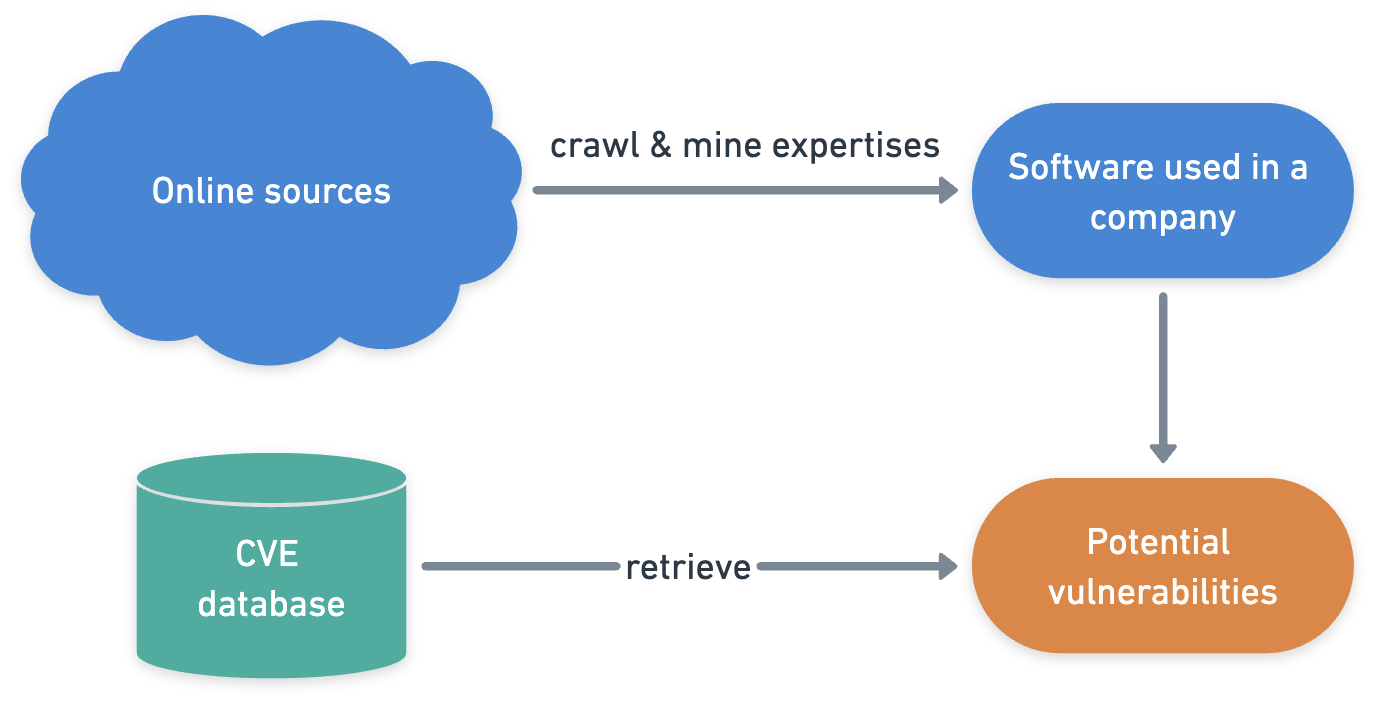 Online sources
crawl & mine expertises
Software used in a
company
CVE
database
retrieve
Potential
vulnerabilities